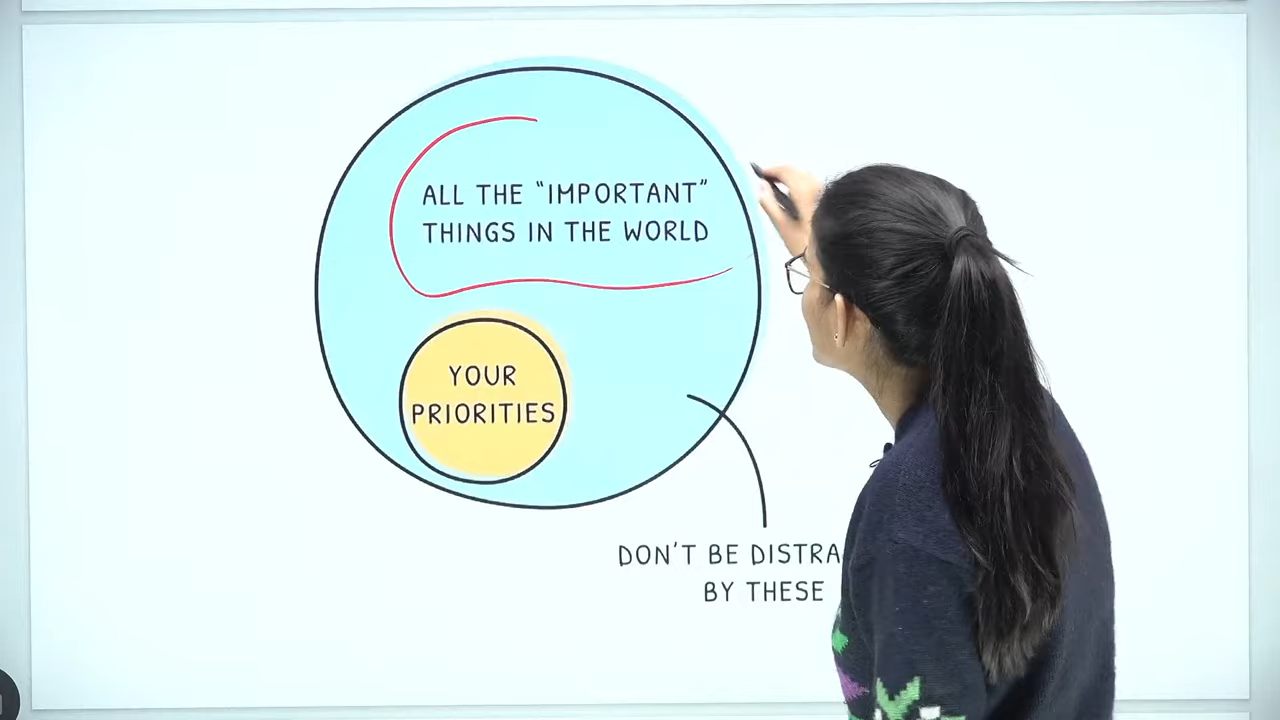 ALL THE “IMPORTANT”
THINGS IN THE WORLD
YOUR
PRIORITIES
DON'T BE
BY THESE